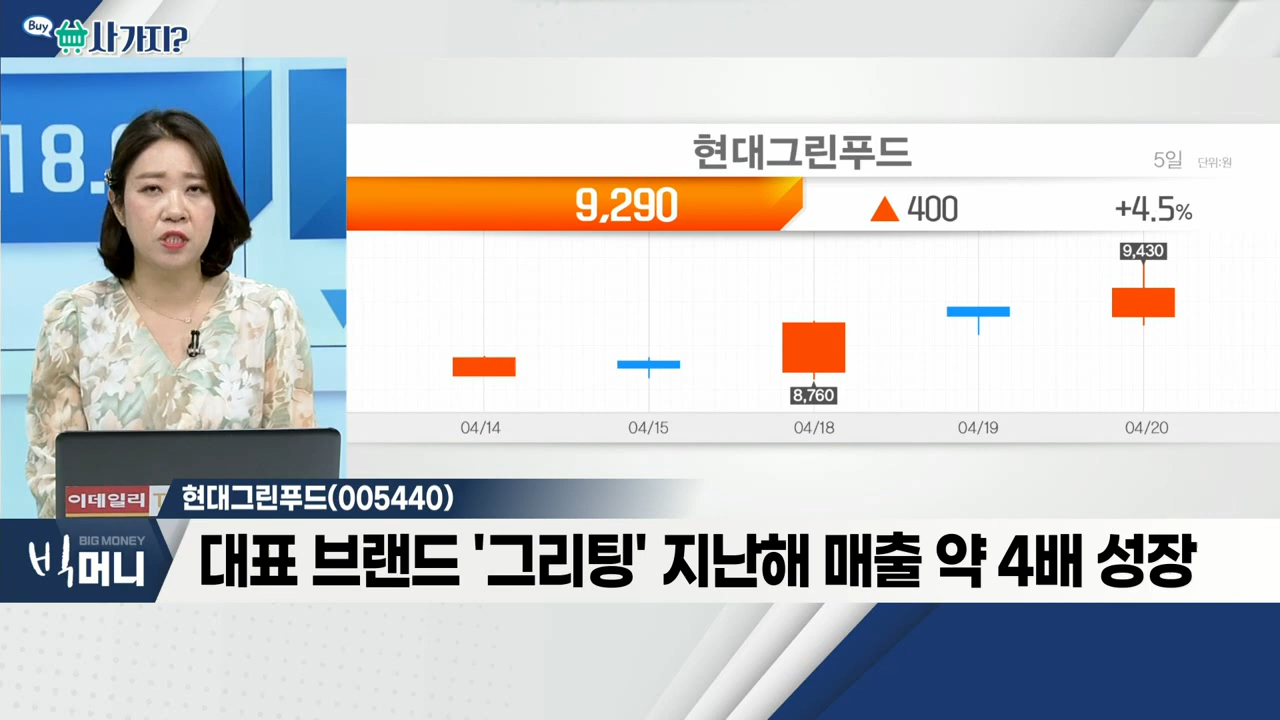 Buy 사가지?
18.
현대그린푸드
5일 단위:원
9,290 ▲ 400 +4.5%
9,430
8,760
04/14 04/15 04/18 04/19 04/20
이데일리 T
현대그린푸드(005440)
BIG MONEY
빅머니
대표 브랜드 '그리팅' 지난해 매출 약 4배 성장